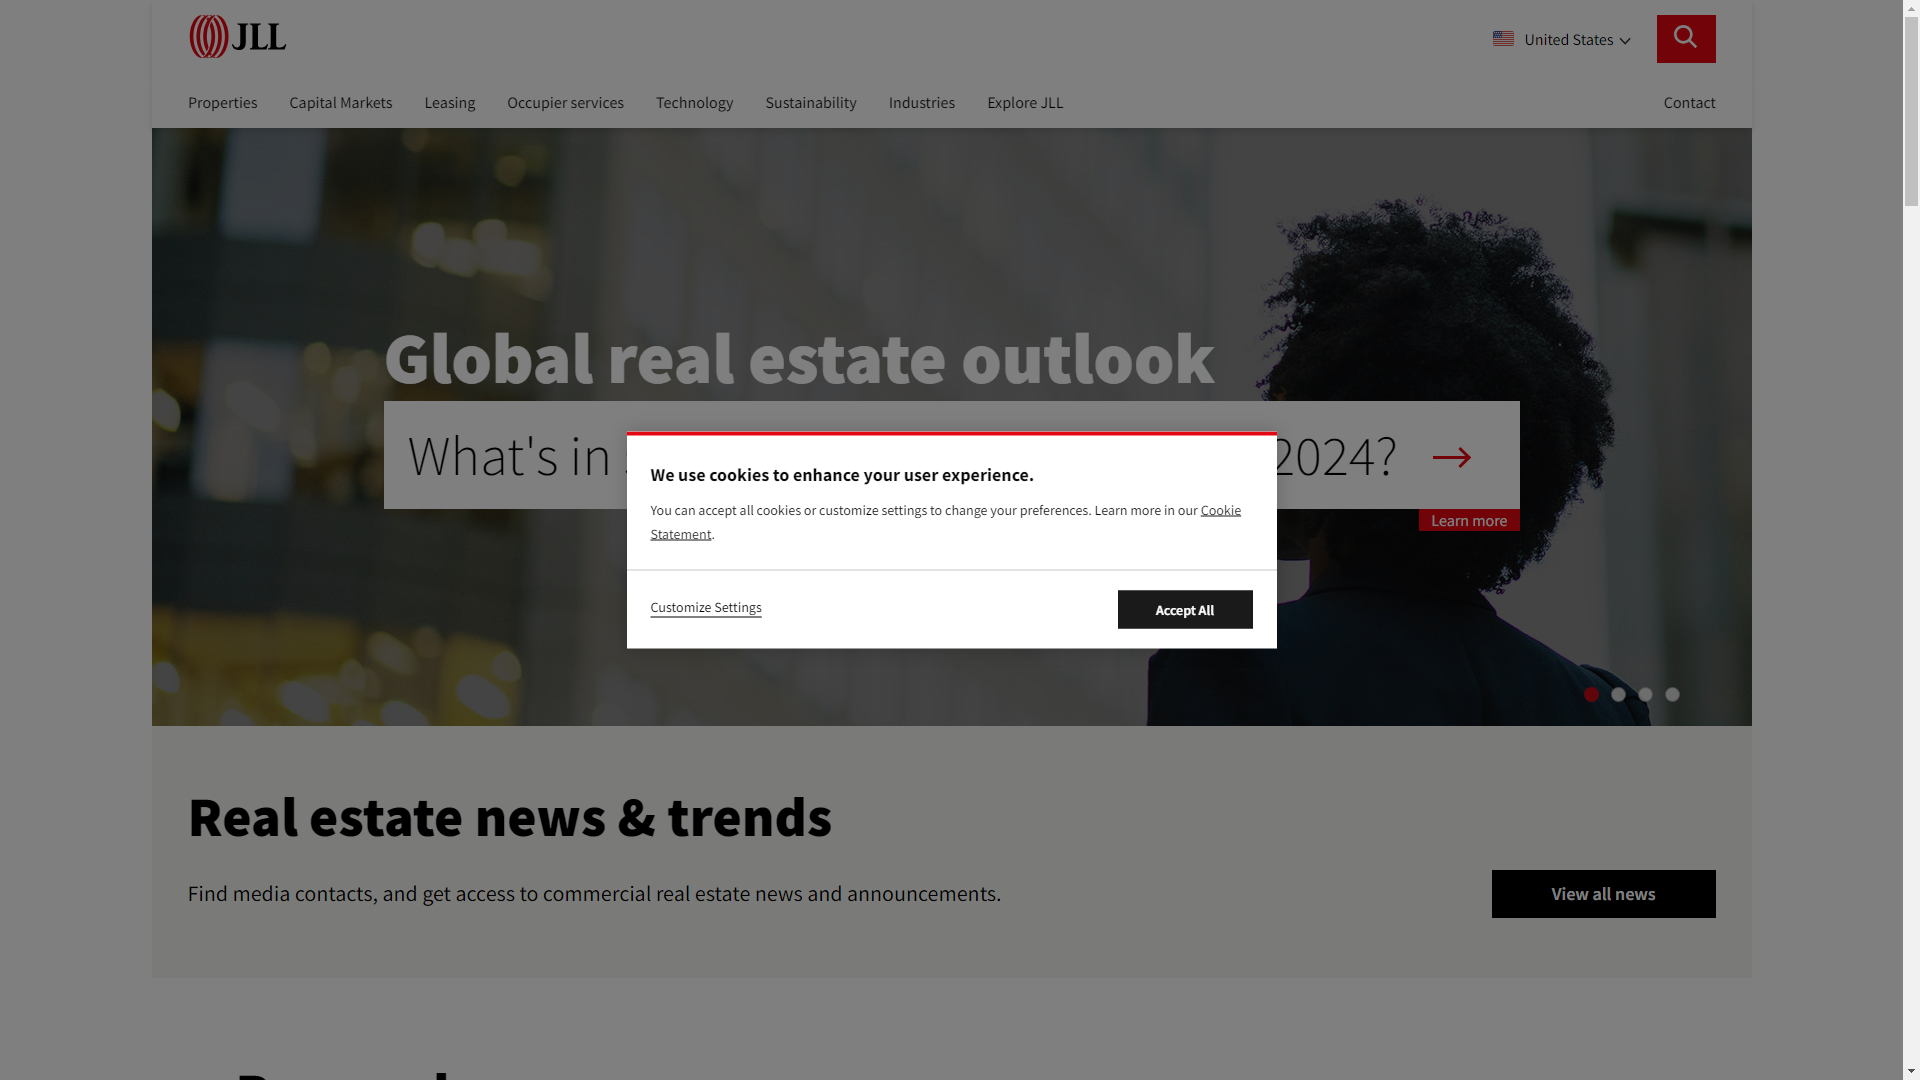 JLL
United States
Properties Capital Markets Leasing Occupier services Technology Sustainability Industries Explore JLL Contact
Global real estate outlook
What's in 2024?
Learn more
We use cookies to enhance your user experience.
You can accept all cookies or customize settings to change your preferences. Learn more in our Cookie
Statement.
Customize Settings
Accept All
Real estate news & trends
Find media contacts, and get access to commercial real estate news and announcements.
View all news